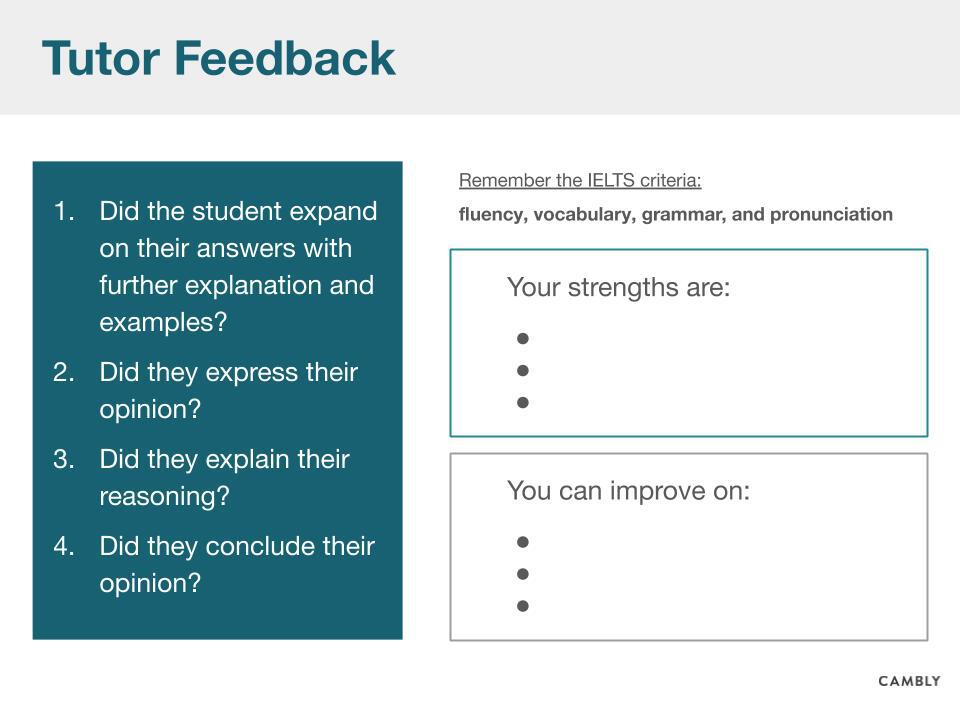 Tutor Feedback
1. Did the student expand
on their answers with
further explanation and
examples?
2. Did they express their
opinion?
3. Did they explain their
reasoning?
4. Did they conclude their
opinion?
Remember the IELTS criteria:
fluency, vocabulary, grammar, and pronunciation
Your strengths are:
●
●
●
You can improve on:
●
●
●
CAMBLY